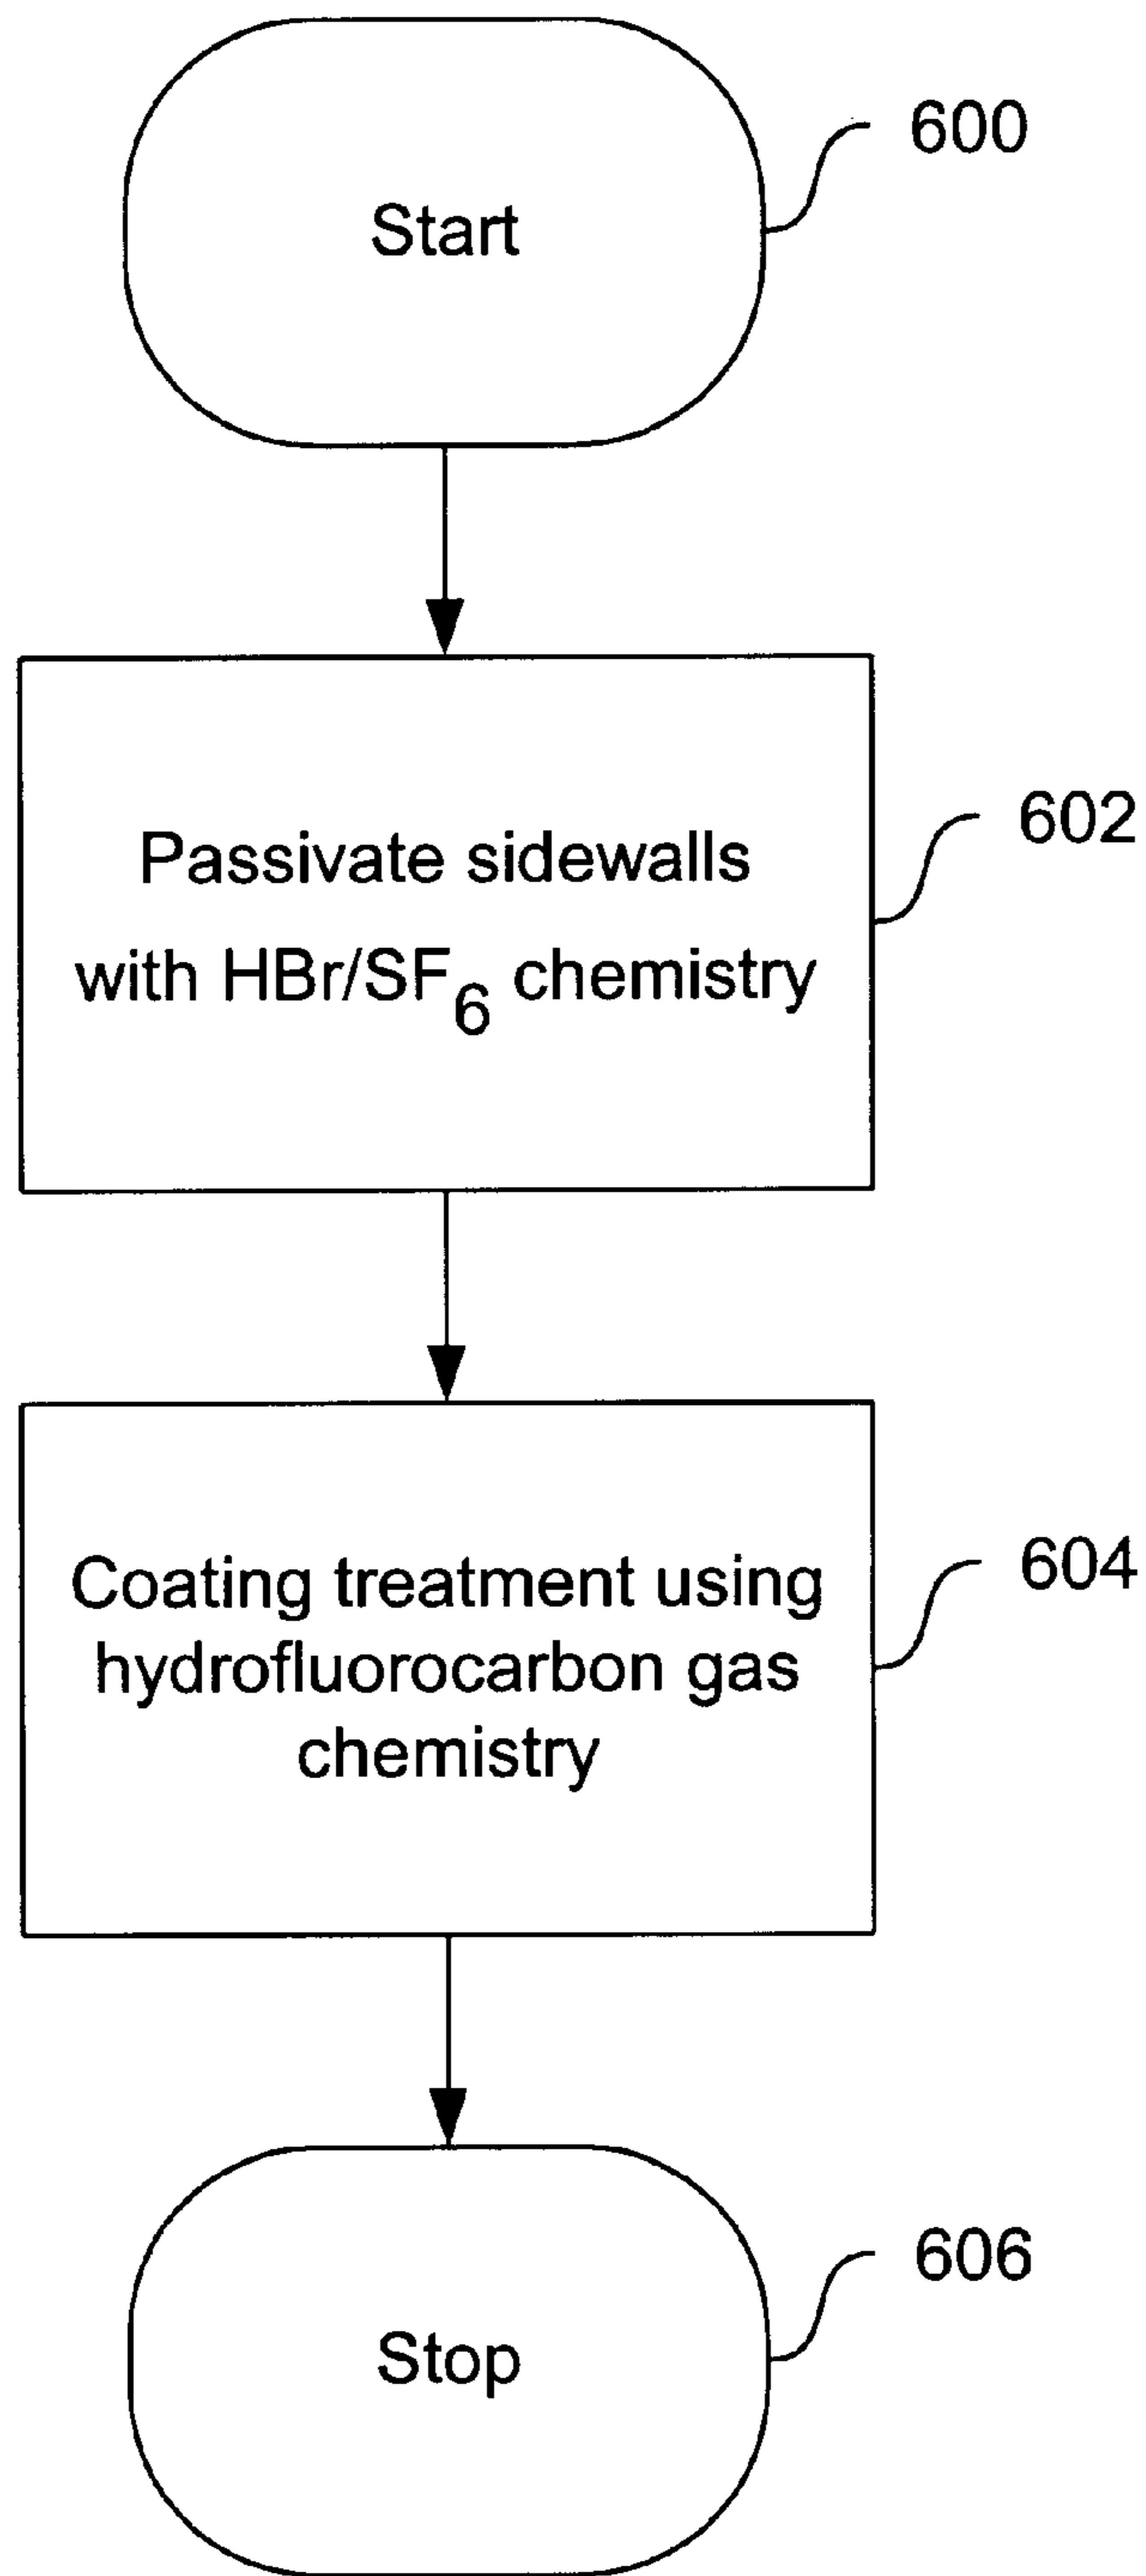 Start
600
Passivate sidewalls
with HBr/SF6 chemistry
602
Coating treatment using
hydrofluorocarbon gas
chemistry
604
Stop
606